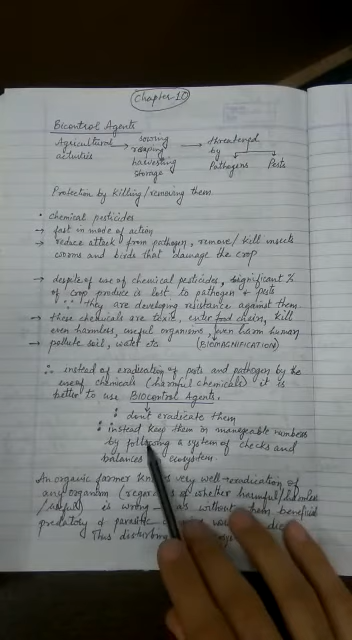 Chapter 10
Bicontrol Agents
Agricultural → sowing → threatened
activities reaping by
harvesting Pathogens Pests
storage
Protection by killing/removing them
• chemical pesticides
→ fast in mode of action
→ reduce attack from pathogen, remove/kill insects
worms and birds that damage the crop
→ despite of use of chemical pesticides, significant %
of crop produce is lost to pathogen & pests
∵ they are developing resistance against them.
→ these chemicals are toxic, enter food chain, kill
even harmless, useful organisms, even harm human
→ pollute soil, water etc. (BIOMAGNIFICATION)
∴ instead of eradication of pests and pathogen by the
use of chemicals (harmful chemicals) it is
better to use Biocontrol Agents.
: don't eradicate them
: instead keep them in manageable numbers
by following a system of checks and
balances ecosystem.
An organic farmer knows very well eradication of
any organism whether harmful/harmless
/useful) is wrong as without them beneficial
predatory & parasitic die
This disturb